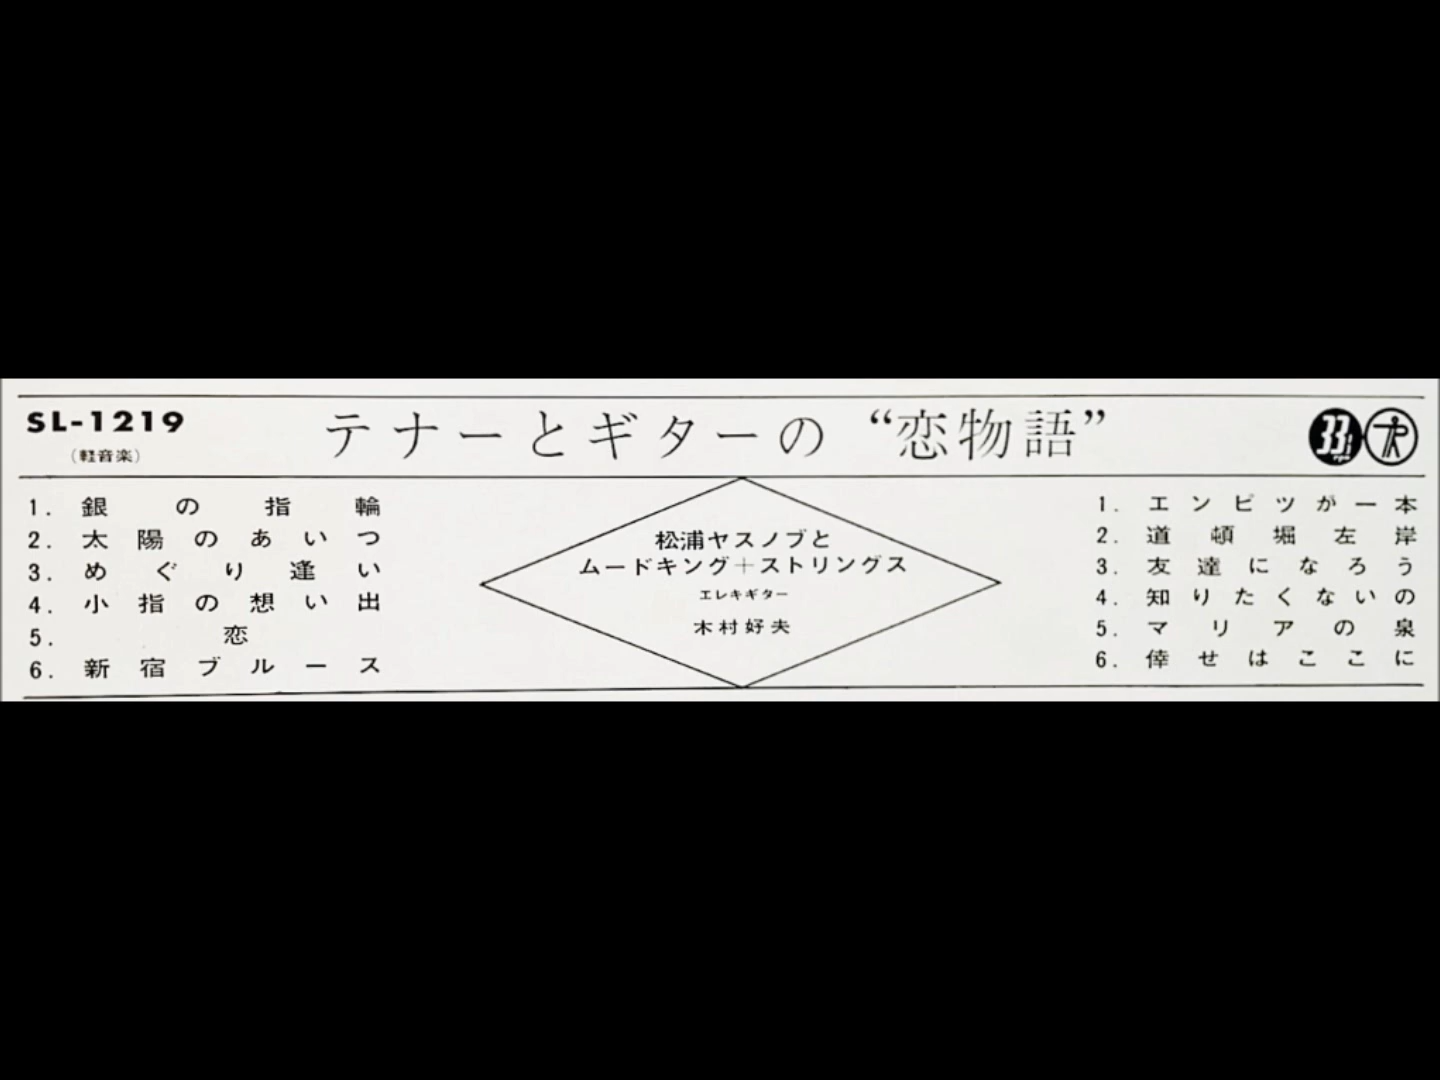 SL-1219
(軽音楽)
テナーとギターの“恋物語”
33⅓
rpm
1. 銀の指輪
2. 太陽のあいつ
3. めぐり逢い
4. 小指の想い出
5. 恋
6. 新宿ブルース
松浦ヤスノブと
ムードキング+ストリングス
エレキギター
木村好夫
1. エンピツが一本
2. 道頓堀左岸
3. 友達になろう
4. 知りたくないの
5. マリアの泉
6. 倖せはここに